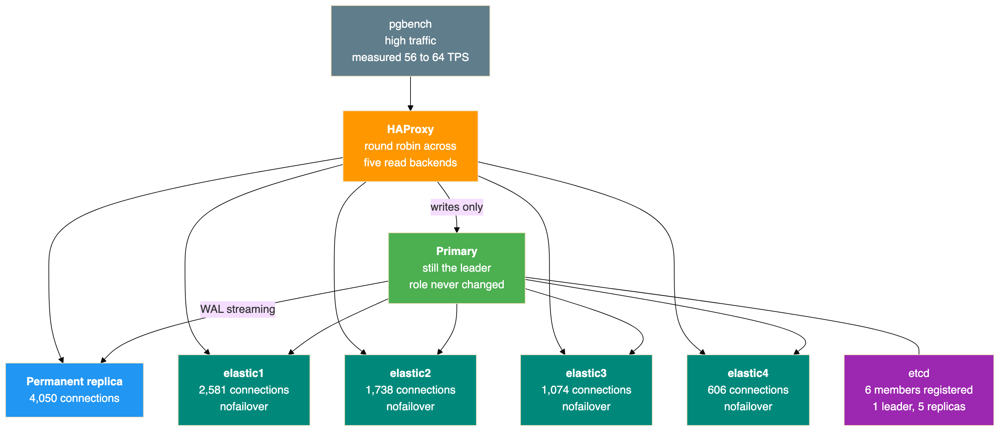 pgbench
high traffic
measured 56 to 64 TPS
HAProxy
round robin across
five read backends
writes only
Primary
still the leader
role never changed
WAL streaming
Permanent replica
4,050 connections
elastic1
2,581 connections
nofailover
elastic2
1,738 connections
nofailover
elastic3
1,074 connections
nofailover
elastic4
606 connections
nofailover
etcd
6 members registered
1 leader, 5 replicas